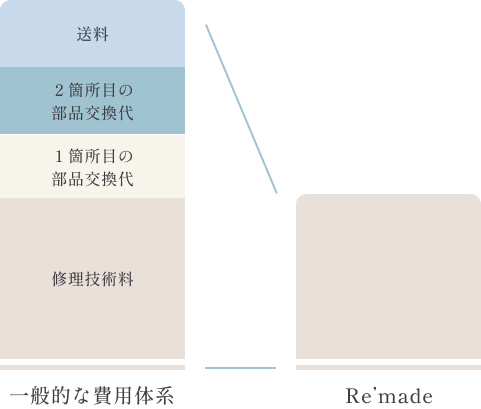 送料
２箇所目の
部品交換代
１箇所目の
部品交換代
修理技術料
一般的な費用体系
Re’made